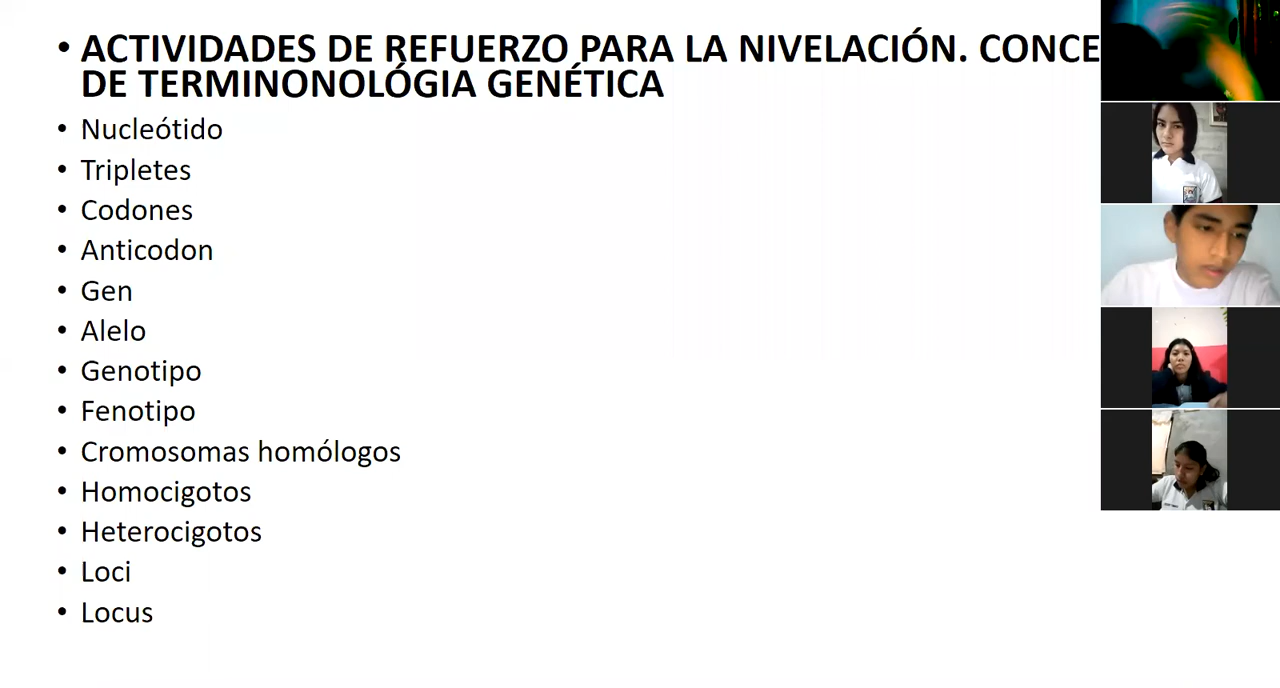 • ACTIVIDADES DE REFUERZO PARA LA NIVELACIÓN. CONCE
DE TERMINONOLÓGIA GENÉTICA
• Nucleótido
• Tripletes
• Codones
• Anticodon
• Gen
• Alelo
• Genotipo
• Fenotipo
• Cromosomas homólogos
• Homocigotos
• Heterocigotos
• Loci
• Locus